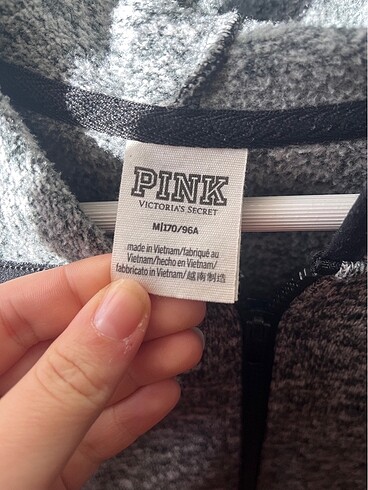 PINK
VICTORIA'S SECRET
M|170/96A
made in Vietnam/fabriqué au
Vietnam/hecho en Vietnam/
fabbricato in Vietnam/越南制造